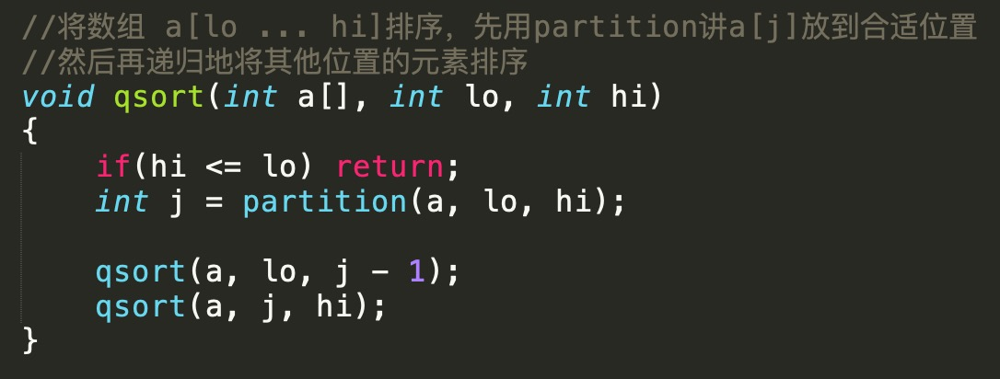 //将数组 a[lo ... hi]排序，先用partition讲a[j]放到合适位置
//然后再递归地将其他位置的元素排序
void qsort(int a[], int lo, int hi)
{
    if(hi <= lo) return;
    int j = partition(a, lo, hi);

    qsort(a, lo, j - 1);
    qsort(a, j, hi);
}